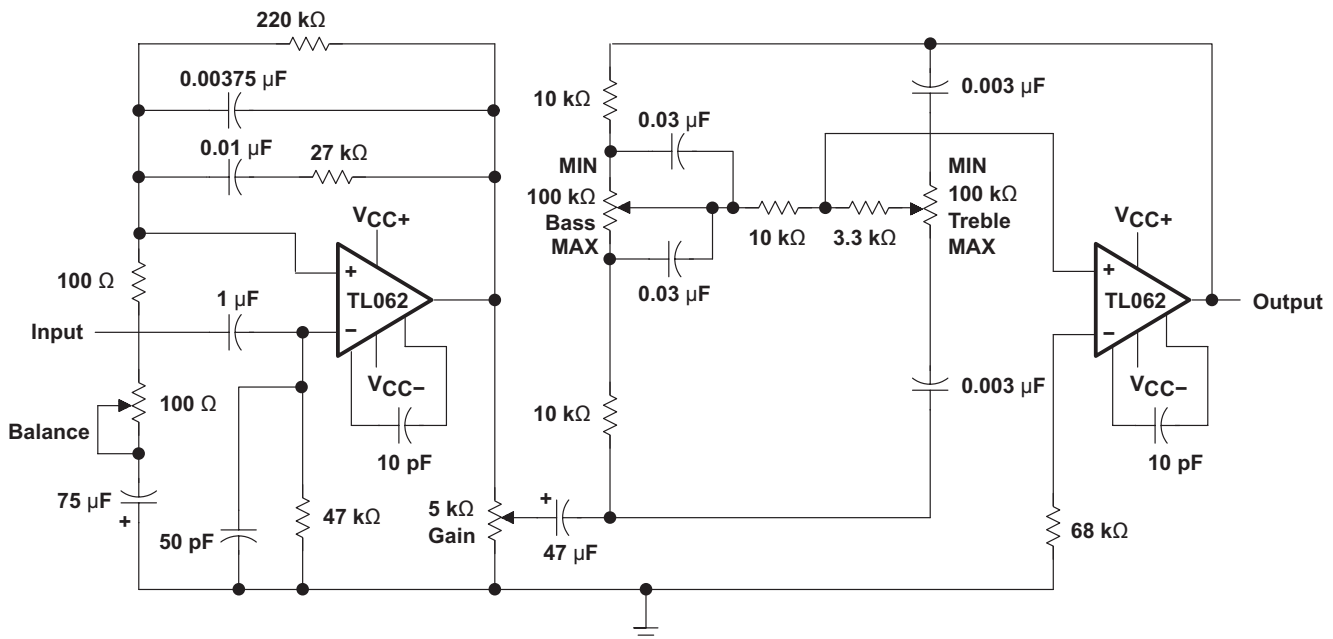 220 kΩ
0.00375 µF
0.01 µF
27 kΩ
100 Ω
1 µF
Input
100 Ω
Balance
75 µF
+
50 pF
47 kΩ
VCC+
+
TL062
−
VCC−
10 pF
5 kΩ
Gain
+
47 µF
10 kΩ
0.03 µF
MIN
100 kΩ
Bass
MAX
0.03 µF
10 kΩ
10 kΩ
3.3 kΩ
0.003 µF
MIN
100 kΩ
Treble
MAX
0.003 µF
VCC+
+
TL062
−
VCC−
10 pF
68 kΩ
Output